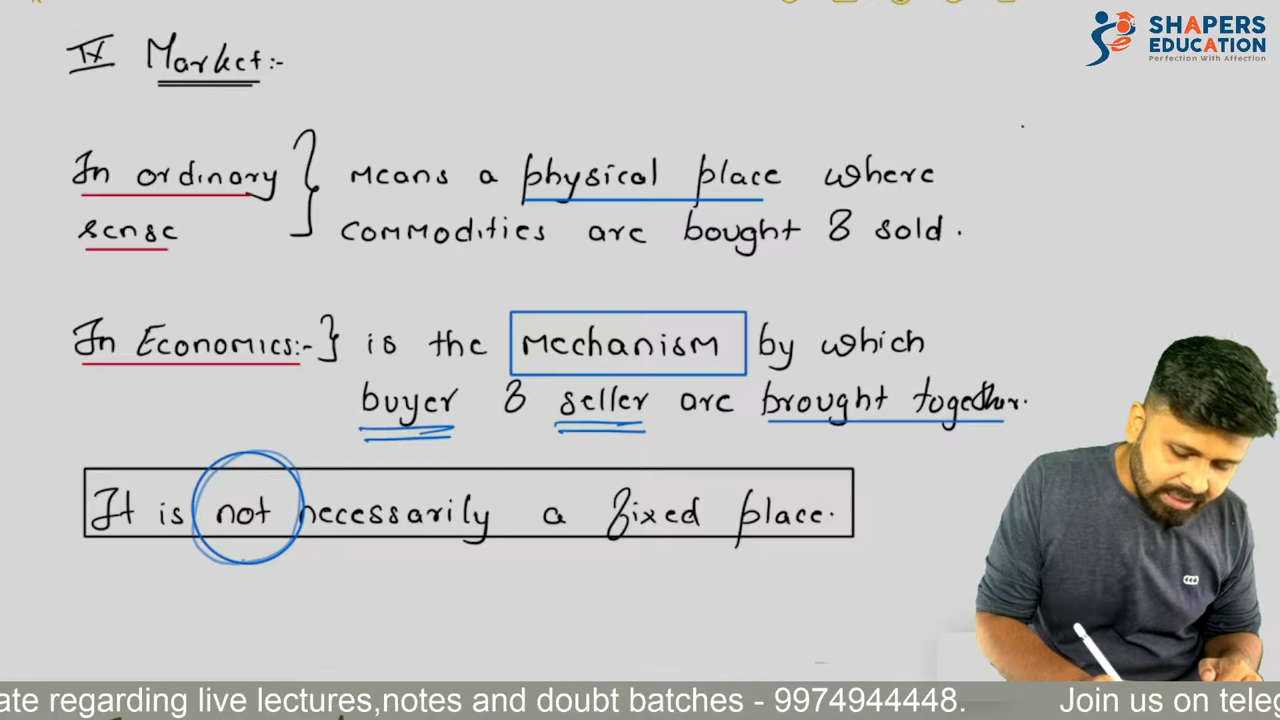 SHAPERS
EDUCATION
Perfection With Affection
IV Market:-
In ordinary sense } means a physical place where
commodities are bought & sold.
In Economics:- } is the mechanism by which
buyer & seller are brought together.
It is not necessarily a fixed place.
ate regarding live lectures,notes and doubt batches - 9974944448. Join us on teleg